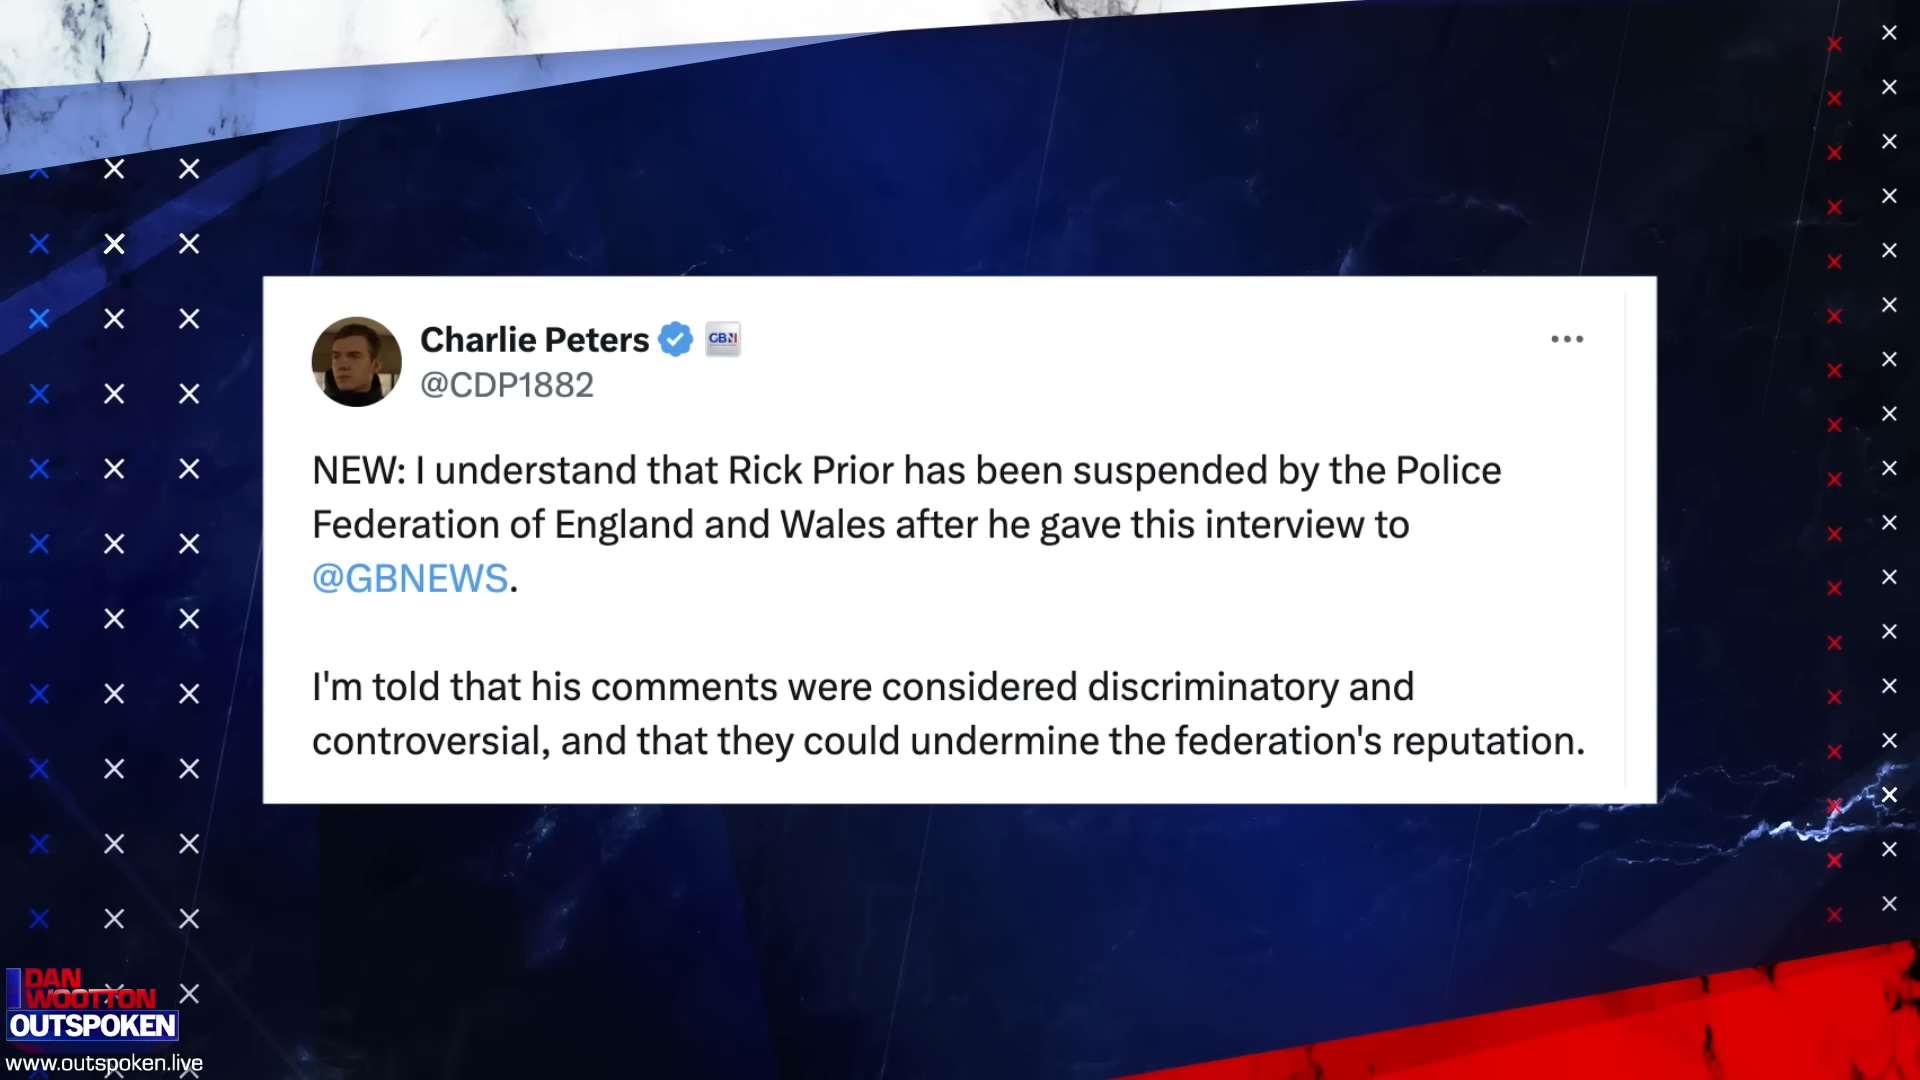 Charlie Peters
GBN
@CDP1882
NEW: I understand that Rick Prior has been suspended by the Police
Federation of England and Wales after he gave this interview to
@GBNEWS.
I'm told that his comments were considered discriminatory and
controversial, and that they could undermine the federation's reputation.
DAN
WOOTTON
OUTSPOKEN
www.outspoken.live